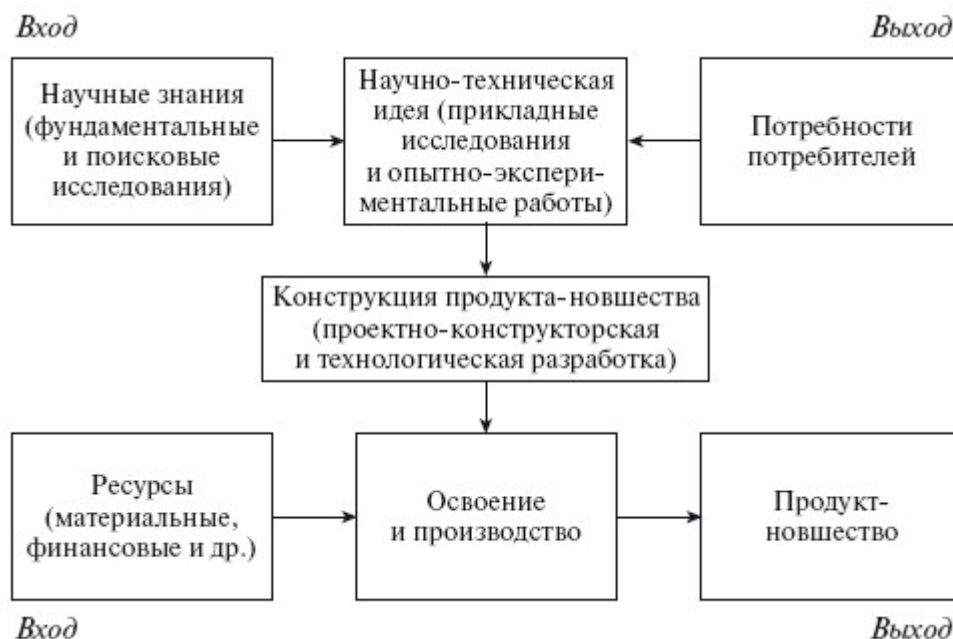 Вход
Выход
Научные знания
(фундаментальные
и поисковые
исследования)
Научно-техническая
идея (прикладные
исследования
и опытно-экспери-
ментальные работы)
Потребности
потребителей
Конструкция продукта-новшества
(проектно-конструкторская
и технологическая разработка)
Ресурсы
(материальные,
финансовые и др.)
Освоение
и производство
Продукт-
новшество
Вход
Выход